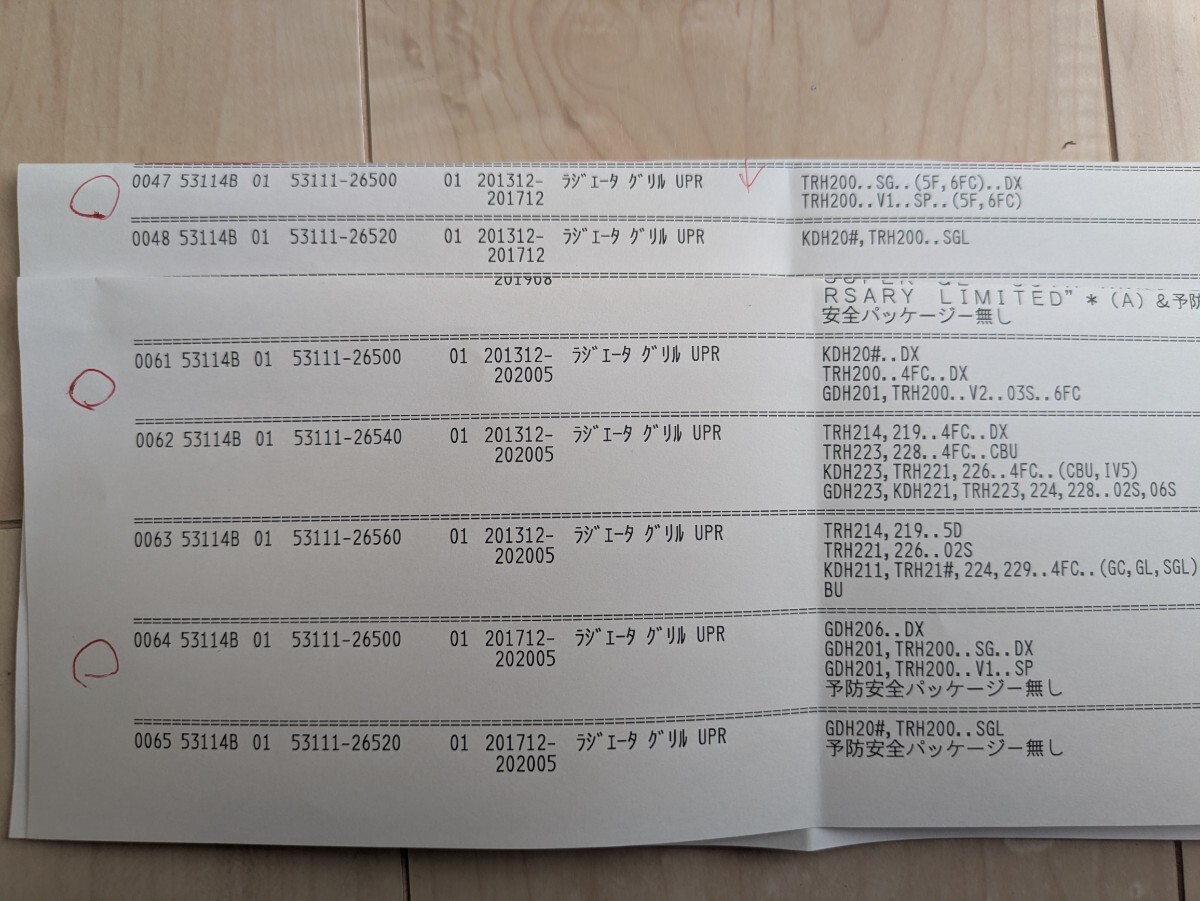 0047 53114B 01 53111-26500 01 201312- ﾗｼﾞｴｰﾀ ｸﾞﾘﾙ UPR TRH200..SG..(5F,6FC)..DX
201712 TRH200..V1..SP..(5F,6FC)
0048 53114B 01 53111-26520 01 201312- ﾗｼﾞｴｰﾀ ｸﾞﾘﾙ UPR KDH20#,TRH200..SGL
201712
201908
RSARY LIMITED”＊(A)＆予防
安全パッケージー無し
0061 53114B 01 53111-26500 01 201312- ﾗｼﾞｴｰﾀ ｸﾞﾘﾙ UPR KDH20#..DX
202005 TRH200..4FC..DX
GDH201,TRH200..V2..03S..6FC
0062 53114B 01 53111-26540 01 201312- ﾗｼﾞｴｰﾀ ｸﾞﾘﾙ UPR TRH214,219..4FC..DX
202005 TRH223,228..4FC..CBU
KDH223,TRH221,226..4FC..(CBU,IV5)
GDH223,KDH221,TRH223,224,228..02S,06S
0063 53114B 01 53111-26560 01 201312- ﾗｼﾞｴｰﾀ ｸﾞﾘﾙ UPR TRH214,219..5D
202005 TRH221,226..02S
KDH211,TRH21#,224,229..4FC..(GC,GL,SGL)
BU
0064 53114B 01 53111-26500 01 201712- ﾗｼﾞｴｰﾀ ｸﾞﾘﾙ UPR GDH206..DX
202005 GDH201,TRH200..SG..DX
GDH201,TRH200..V1..SP
予防安全パッケージー無し
0065 53114B 01 53111-26520 01 201712- ﾗｼﾞｴｰﾀ ｸﾞﾘﾙ UPR GDH20#,TRH200..SGL
202005 予防安全パッケージー無し